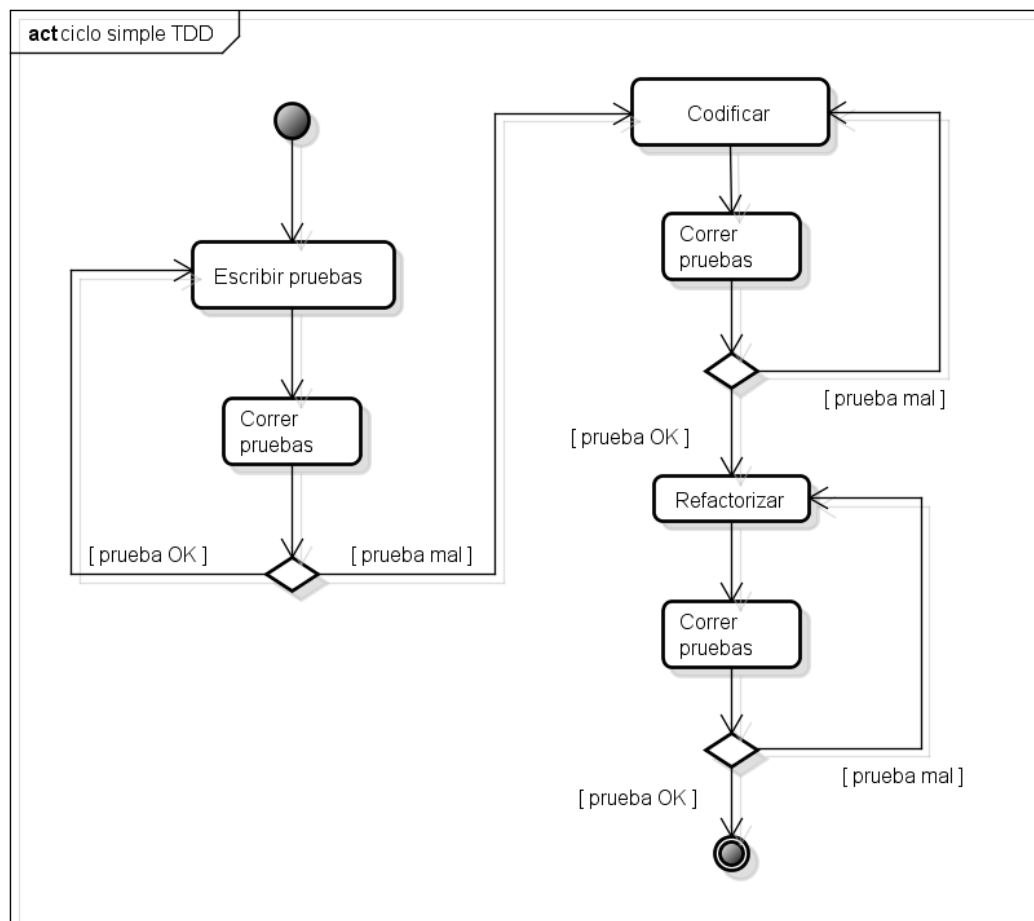 act ciclo simple TDD
Escribir pruebas
Correr
pruebas
[ prueba OK ]
[ prueba mal ]
Codificar
Correr
pruebas
[ prueba mal ]
[ prueba OK ]
Refactorizar
Correr
pruebas
[ prueba mal ]
[ prueba OK ]